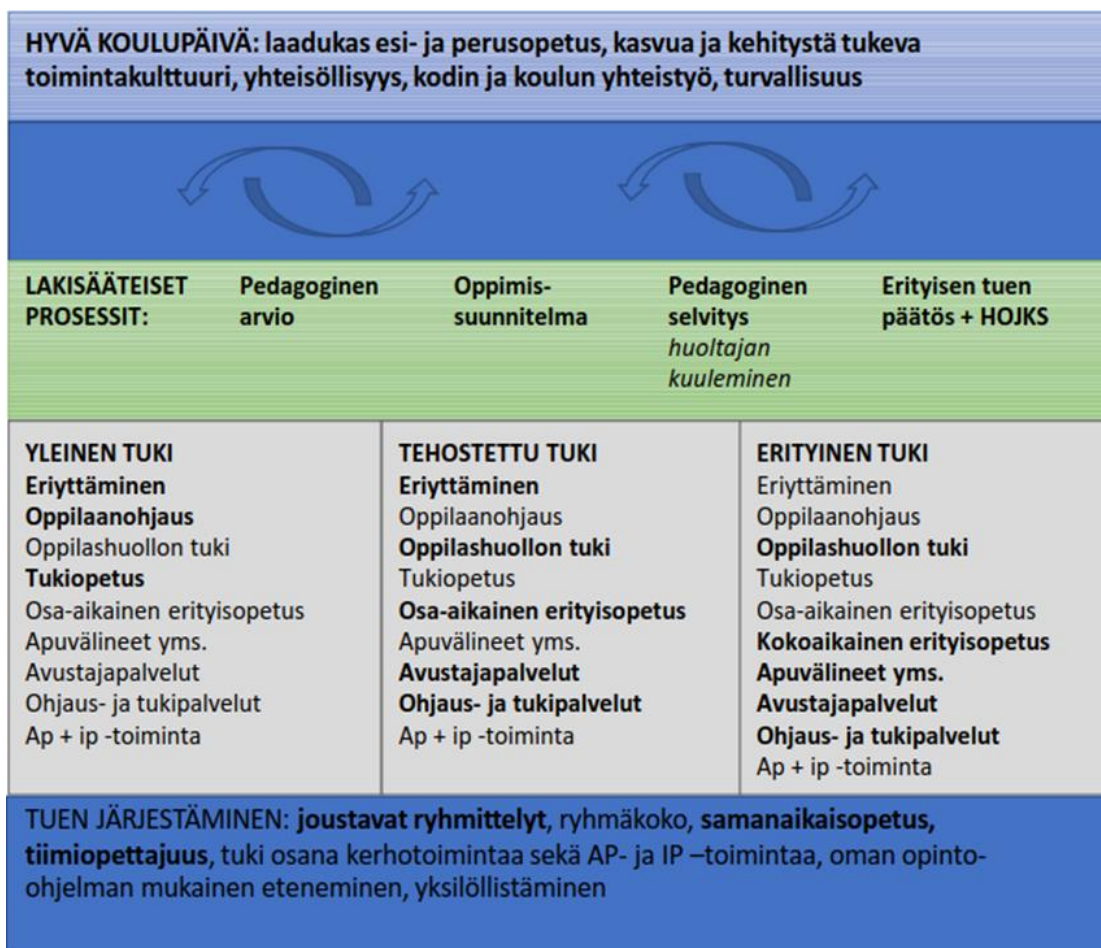 HYVÄ KOULUPÄIVÄ: laadukas esi- ja perusopetus, kasvua ja kehitystä tukeva
toimintakulttuuri, yhteisöllisyys, kodin ja koulun yhteistyö, turvallisuus
LAKISÄÄTEISET
PROSESSIT:
Pedagoginen
arvio
Oppimis-
suunnitelma
Pedagoginen
selvitys
huoltajan
kuuleminen
Erityisen tuen
päätös + HOJKS
YLEINEN TUKI
Eriyttäminen
Oppilaanohjaus
Oppilashuollon tuki
Tukiopetus
Osa-aikainen erityisopetus
Apuvälineet yms.
Avustajapalvelut
Ohjaus- ja tukipalvelut
Ap + ip -toiminta
TEHOSTETTU TUKI
Eriyttäminen
Oppilaanohjaus
Oppilashuollon tuki
Tukiopetus
Osa-aikainen erityisopetus
Apuvälineet yms.
Avustajapalvelut
Ohjaus- ja tukipalvelut
Ap + ip -toiminta
ERITYINEN TUKI
Eriyttäminen
Oppilaanohjaus
Oppilashuollon tuki
Tukiopetus
Osa-aikainen erityisopetus
Kokoaikainen erityisopetus
Apuvälineet yms.
Avustajapalvelut
Ohjaus- ja tukipalvelut
Ap + ip -toiminta
TUEN JÄRJESTÄMINEN: joustavat ryhmittelyt, ryhmäkoko, samanaikaisopetus,
tiimiopettajuus, tuki osana kerhotoimintaa sekä AP- ja IP –toimintaa, oman opinto-
ohjelman mukainen eteneminen, yksilöllistäminen